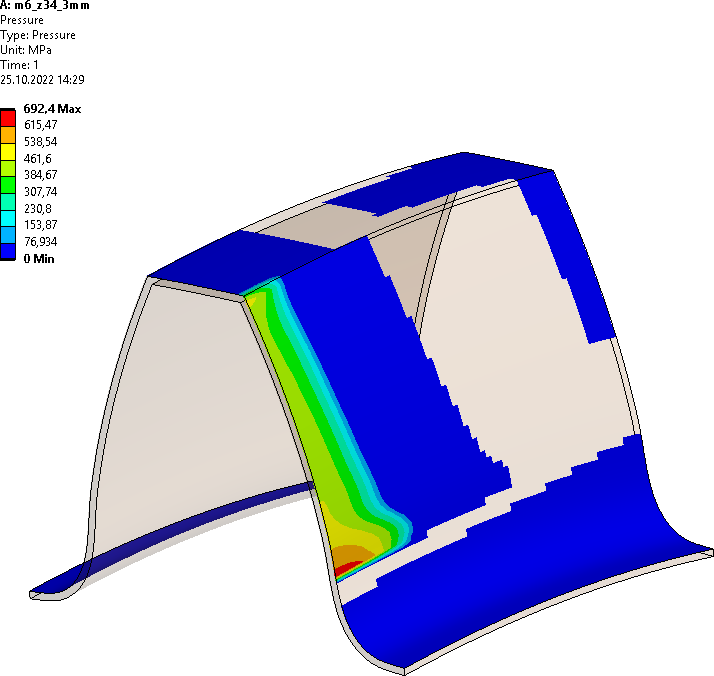 A: m6_z34_3mm
Pressure
Type: Pressure
Unit: MPa
Time: 1
25.10.2022 14:29
692,4 Max
615,47
538,54
461,6
384,67
307,74
230,8
153,87
76,934
0 Min